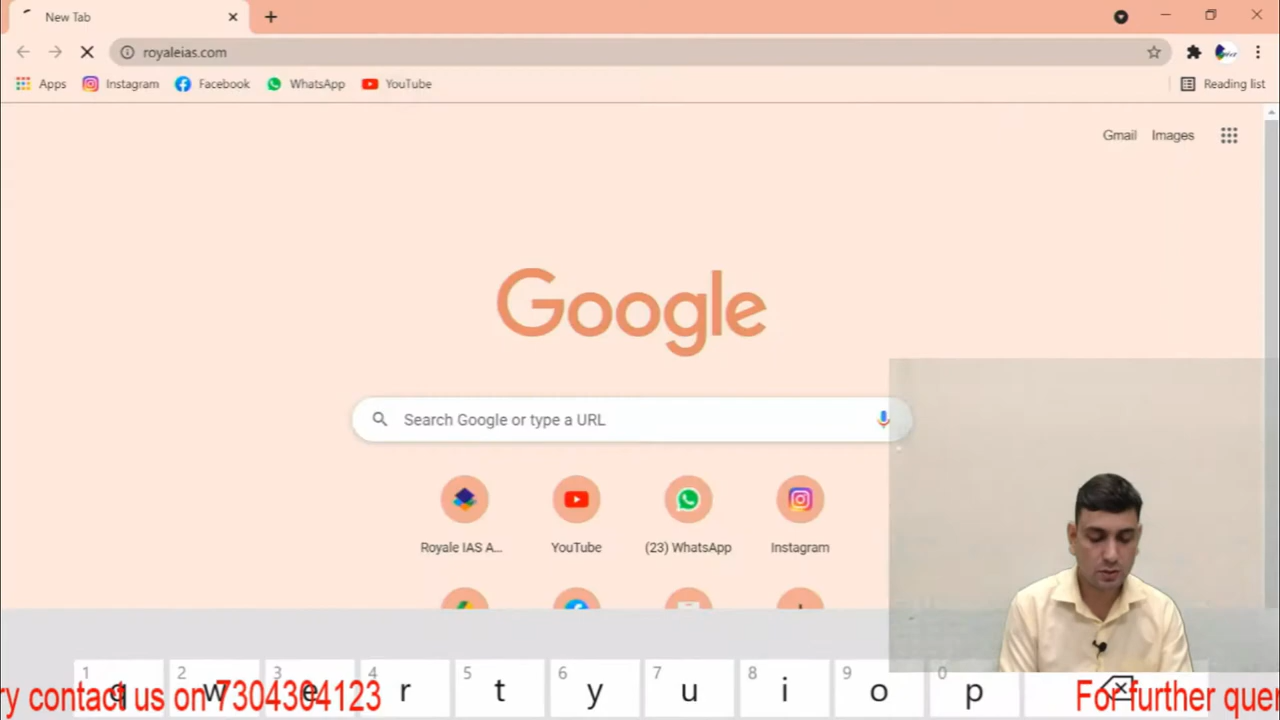 New Tab
royaleias.com
Apps Instagram Facebook WhatsApp YouTube Reading list
Gmail Images
Google
Search Google or type a URL
Royale IAS A... YouTube (23) WhatsApp Instagram
1 2 3 4 5 6 7 8 9 0
q w e r t y u i o p
ry contact us on 7304304123 For further quer